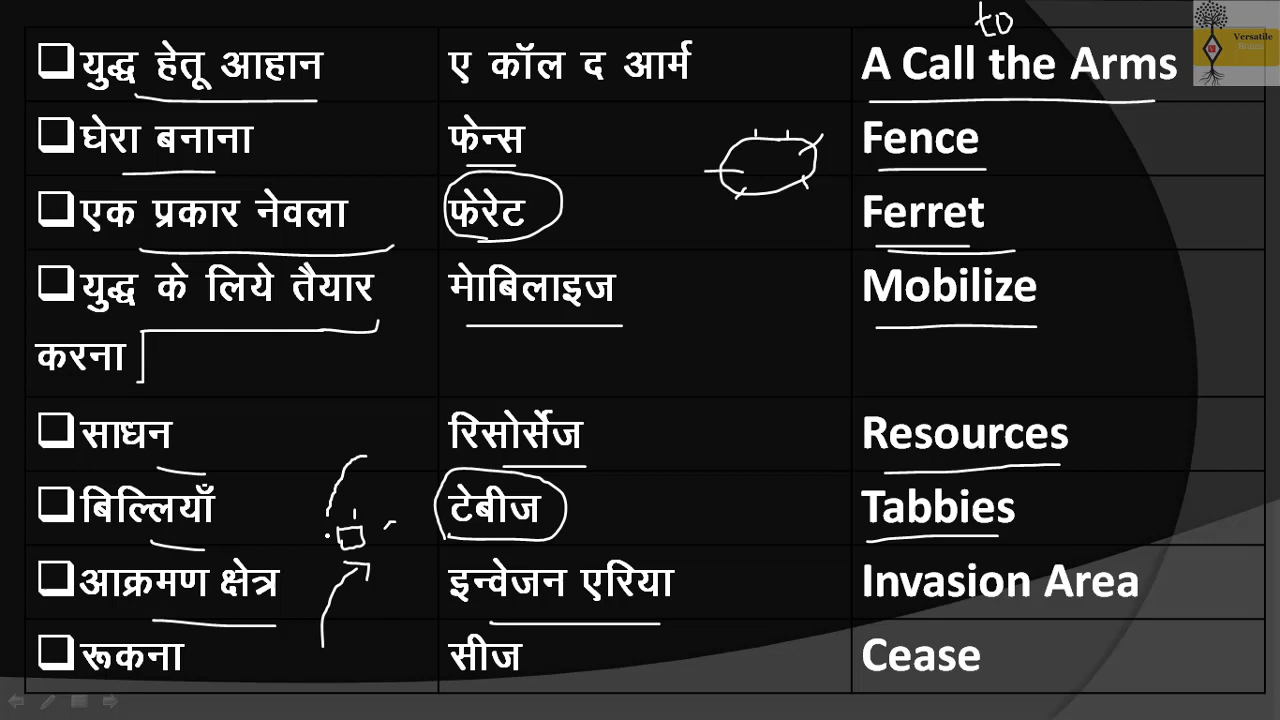 to
Versatile
Brains
❑युद्ध हेतू आहान ए कॉल द आर्म A Call the Arms
❑घेरा बनाना फेन्स Fence
❑एक प्रकार नेवला फेरेट Ferret
❑युद्ध के लिये तैयार मेाबिलाइज Mobilize
करना
❑साधन रिसोर्सेज Resources
❑बिल्लियाँ टेबीज Tabbies
❑आक्रमण क्षेत्र इन्वेजन एरिया Invasion Area
❑रूकना सीज Cease